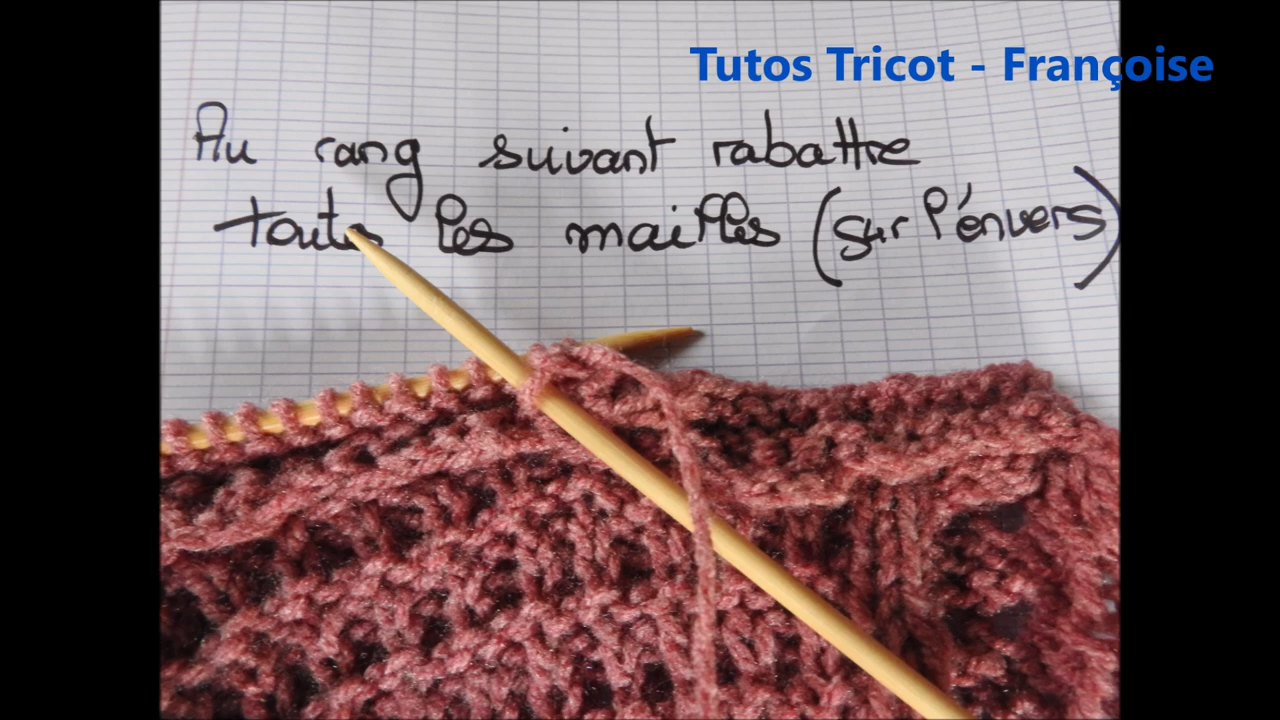 Tutos Tricot - Françoise
Au rang suivant rabattre
toutes les mailles (sur l'envers)